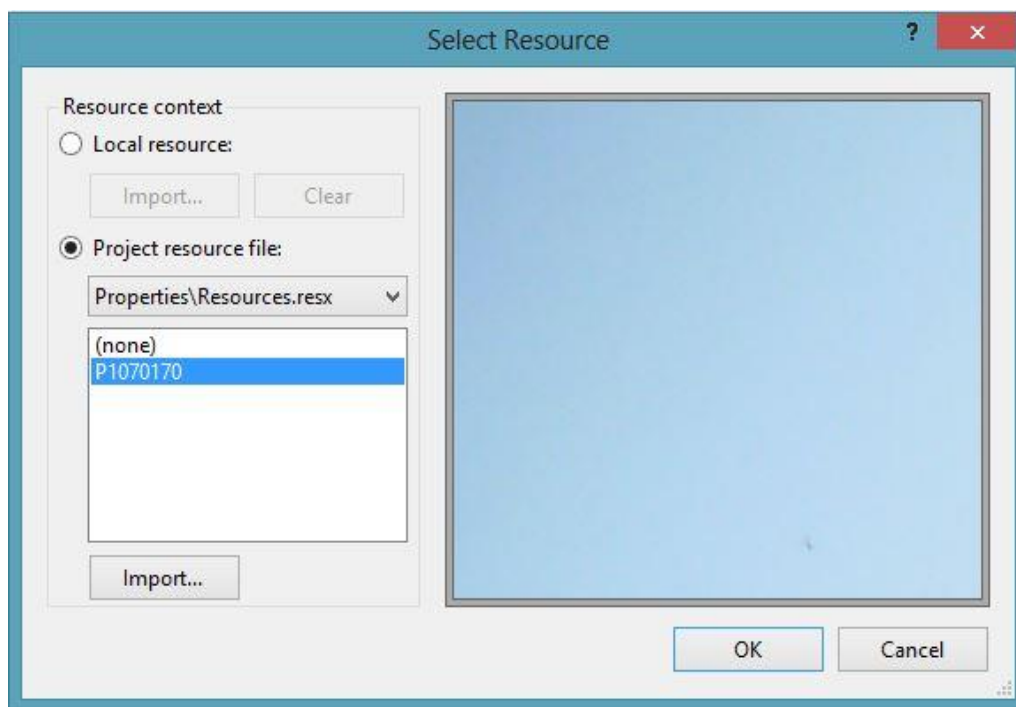 Select Resource
?
Resource context
Local resource:
Import...
Clear
Project resource file:
Properties\Resources.resx
(none)
P1070170
Import...
OK
Cancel